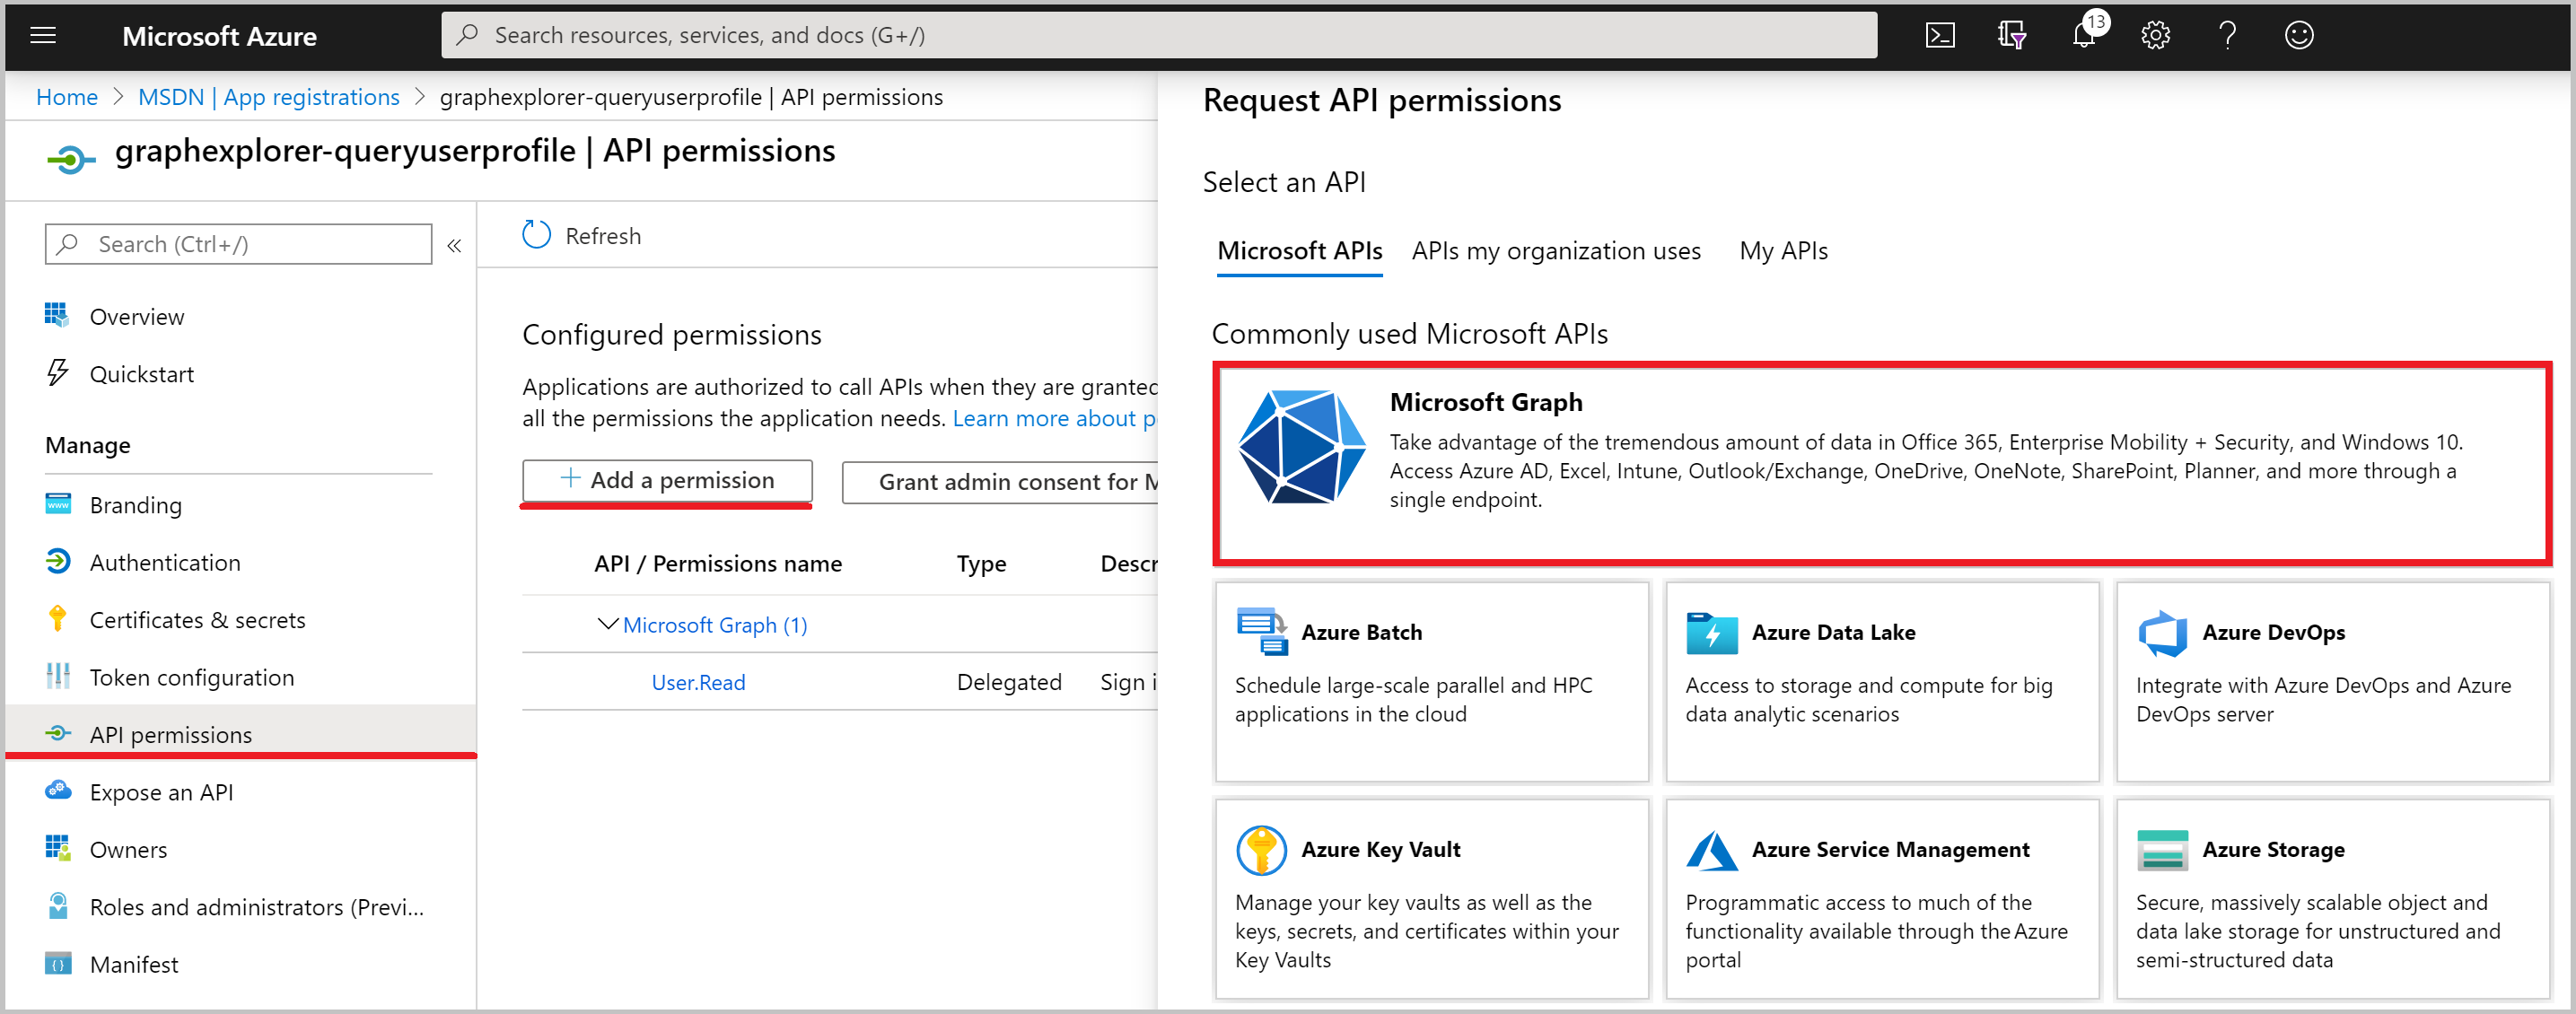 Microsoft Azure
Search resources, services, and docs (G+/)
13
Home > MSDN | App registrations > graphexplorer-queryuserprofile | API permissions
graphexplorer-queryuserprofile | API permissions
Search (Ctrl+/)
«
Overview
Quickstart
Manage
Branding
Authentication
Certificates & secrets
Token configuration
API permissions
Expose an API
Owners
Roles and administrators (Previ...
Manifest
Refresh
Configured permissions
Applications are authorized to call APIs when they are granted
all the permissions the application needs. Learn more about p
+ Add a permission
Grant admin consent for M
API / Permissions name Type Descr
Microsoft Graph (1)
User.Read Delegated Sign i
Request API permissions
Select an API
Microsoft APIs APIs my organization uses My APIs
Commonly used Microsoft APIs
Microsoft Graph
Take advantage of the tremendous amount of data in Office 365, Enterprise Mobility + Security, and Windows 10.
Access Azure AD, Excel, Intune, Outlook/Exchange, OneDrive, OneNote, SharePoint, Planner, and more through a
single endpoint.
Azure Batch
Schedule large-scale parallel and HPC
applications in the cloud
Azure Data Lake
Access to storage and compute for big
data analytic scenarios
Azure DevOps
Integrate with Azure DevOps and Azure
DevOps server
Azure Key Vault
Manage your key vaults as well as the
keys, secrets, and certificates within your
Key Vaults
Azure Service Management
Programmatic access to much of the
functionality available through the Azure
portal
Azure Storage
Secure, massively scalable object and
data lake storage for unstructured and
semi-structured data